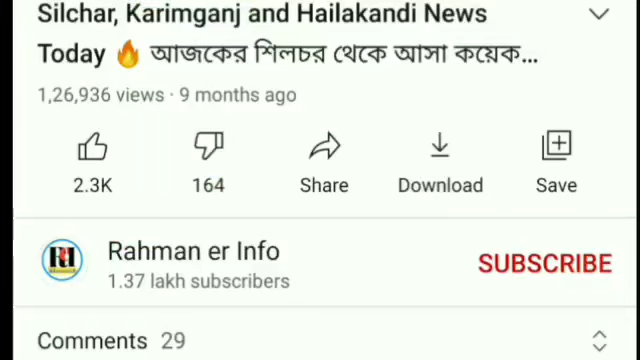 Silchar, Karimganj and Hailakandi News
Today 🔥 আজকের শিলচর থেকে আসা কয়েক...
1,26,936 views · 9 months ago
2.3K 164 Share Download Save
Rahman er Info
1.37 lakh subscribers
SUBSCRIBE
Comments 29